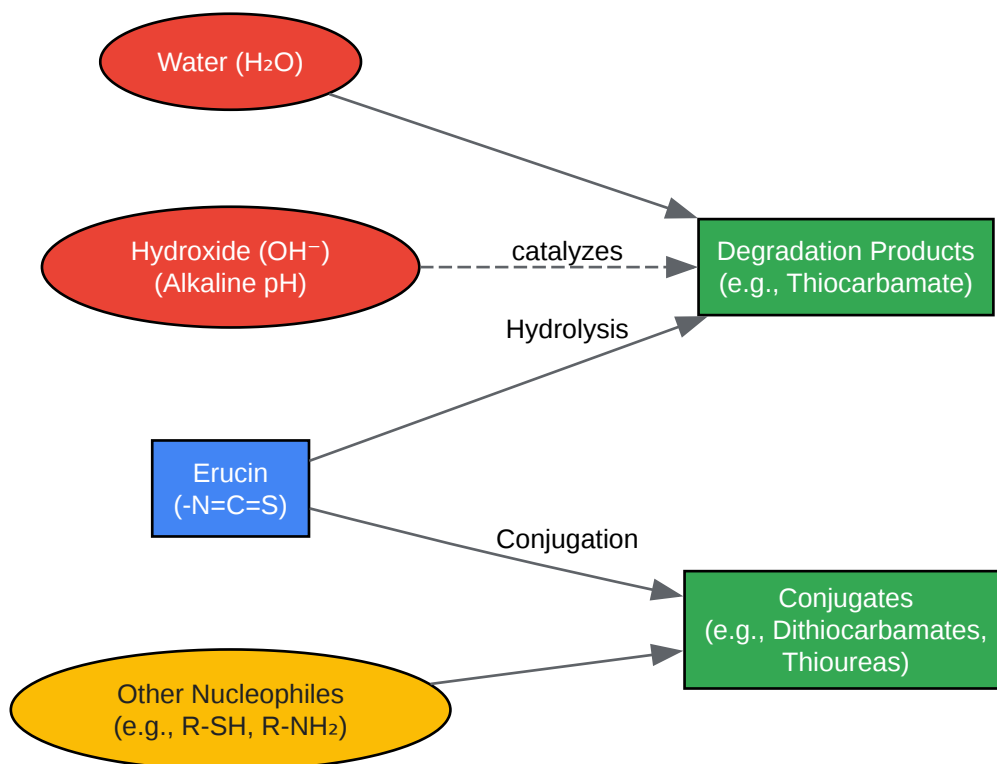 Water (H₂O)
Hydroxide (OH⁻)
(Alkaline pH)
catalyzes
Degradation Products
(e.g., Thiocarbamate)
Hydrolysis
Erucin
(-N=C=S)
Conjugation
Conjugates
(e.g., Dithiocarbamates,
Thioureas)
Other Nucleophiles
(e.g., R-SH, R-NH₂)